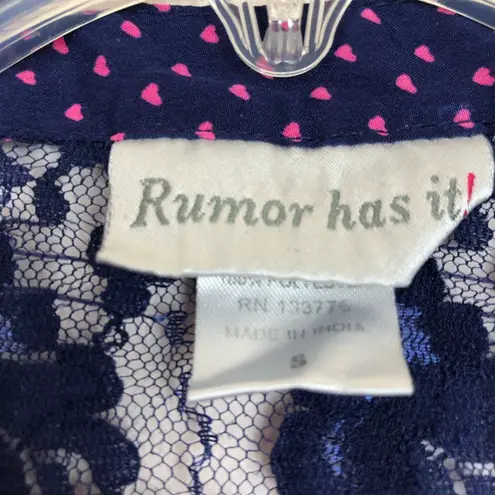 Rumor has it!
100% POLYESTER
RN 133776
MADE IN INDIA
S